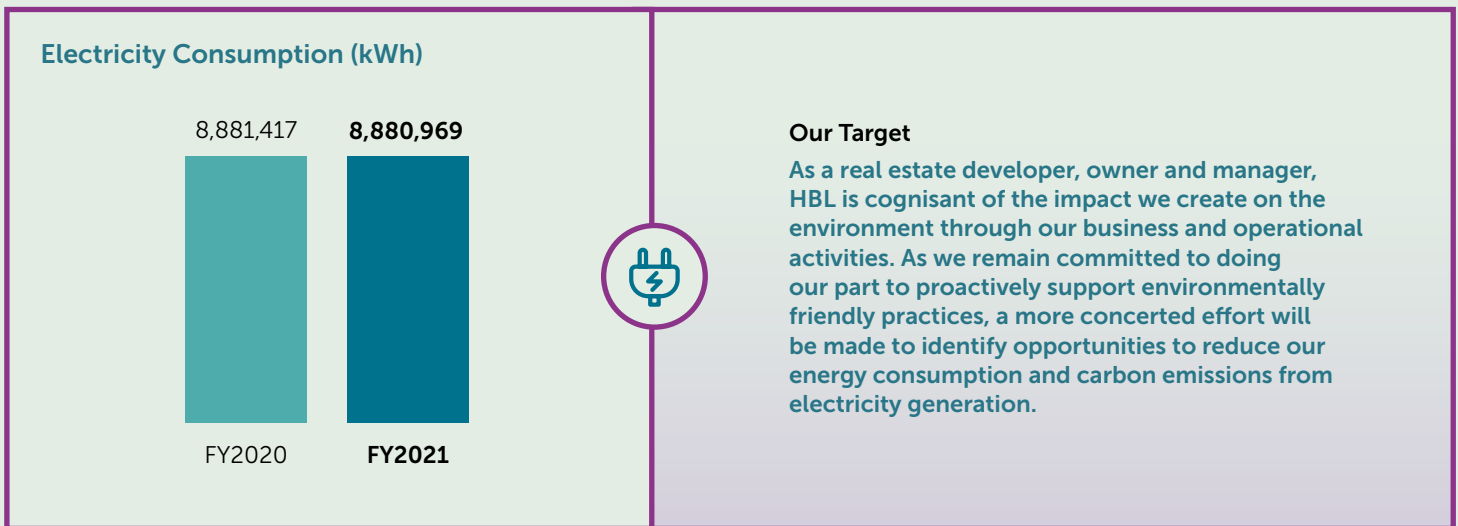 Electricity Consumption (kWh)
8,881,417
8,880,969
FY2020
FY2021
Our Target
As a real estate developer, owner and manager,
HBL is cognisant of the impact we create on the
environment through our business and operational
activities. As we remain committed to doing
our part to proactively support environmentally
friendly practices, a more concerted effort will
be made to identify opportunities to reduce our
energy consumption and carbon emissions from
electricity generation.